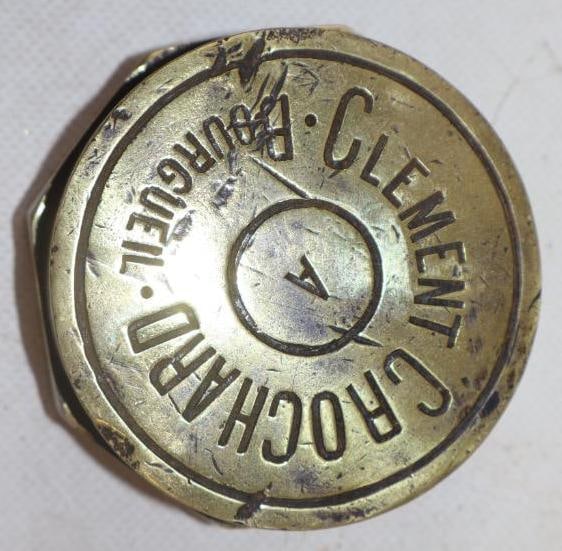 CLEMENT CROCHARD
· BOURGUEIL ·
A